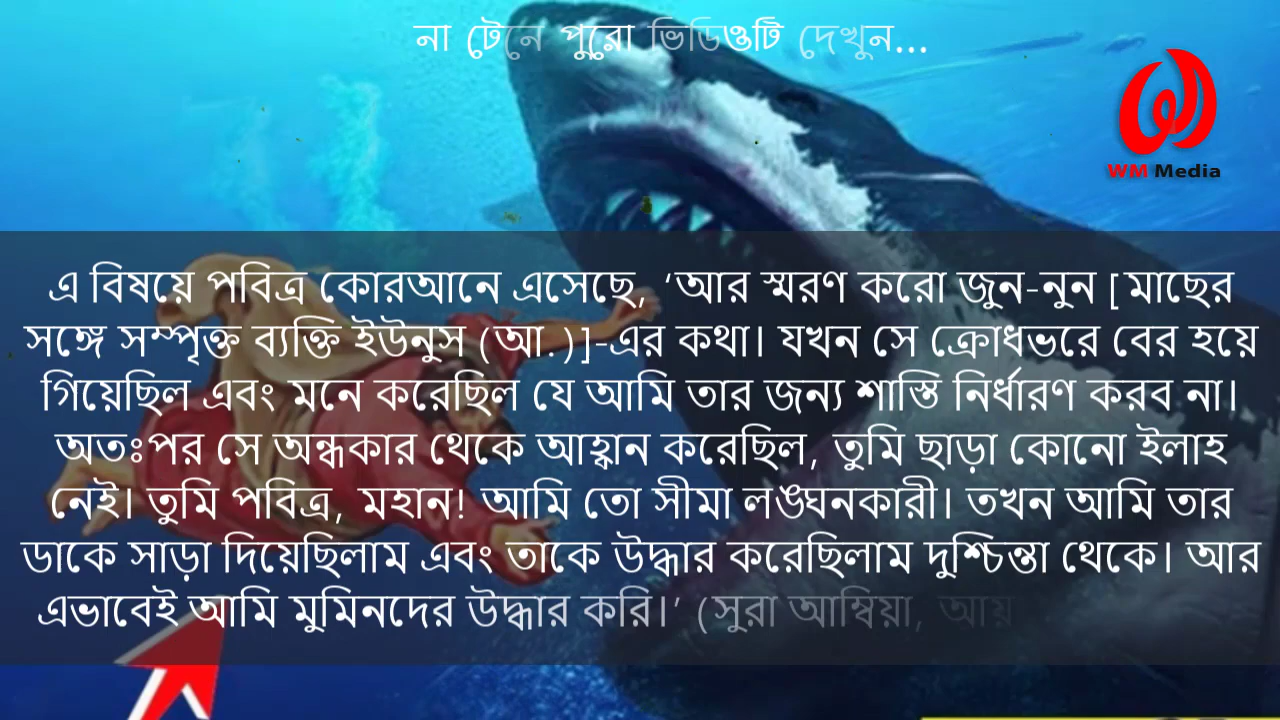 না টেনে পুরো ভিডিওটি দেখুন...
WM Media
এ বিষয়ে পবিত্র কোরআনে এসেছে, ‘আর স্মরণ করো জুন-নুন [মাছের
সঙ্গে সম্পৃক্ত ব্যক্তি ইউনুস (আ.)]-এর কথা। যখন সে ক্রোধভরে বের হয়ে
গিয়েছিল এবং মনে করেছিল যে আমি তার জন্য শাস্তি নির্ধারণ করব না।
অতঃপর সে অন্ধকার থেকে আহ্বান করেছিল, তুমি ছাড়া কোনো ইলাহ
নেই। তুমি পবিত্র, মহান! আমি তো সীমা লঙ্ঘনকারী। তখন আমি তার
ডাকে সাড়া দিয়েছিলাম এবং তাকে উদ্ধার করেছিলাম দুশ্চিন্তা থেকে। আর
এভাবেই আমি মুমিনদের উদ্ধার করি।’ (সুরা আম্বিয়া, আয়